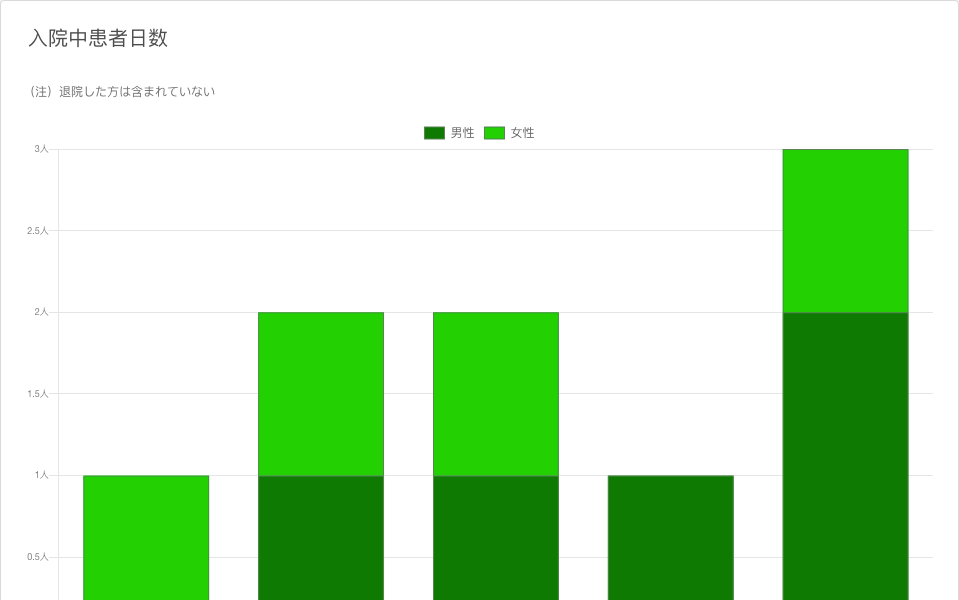 入院中患者日数
（注）退院した方は含まれていない
男性 女性
3人
2.5人
2人
1.5人
1人
0.5人